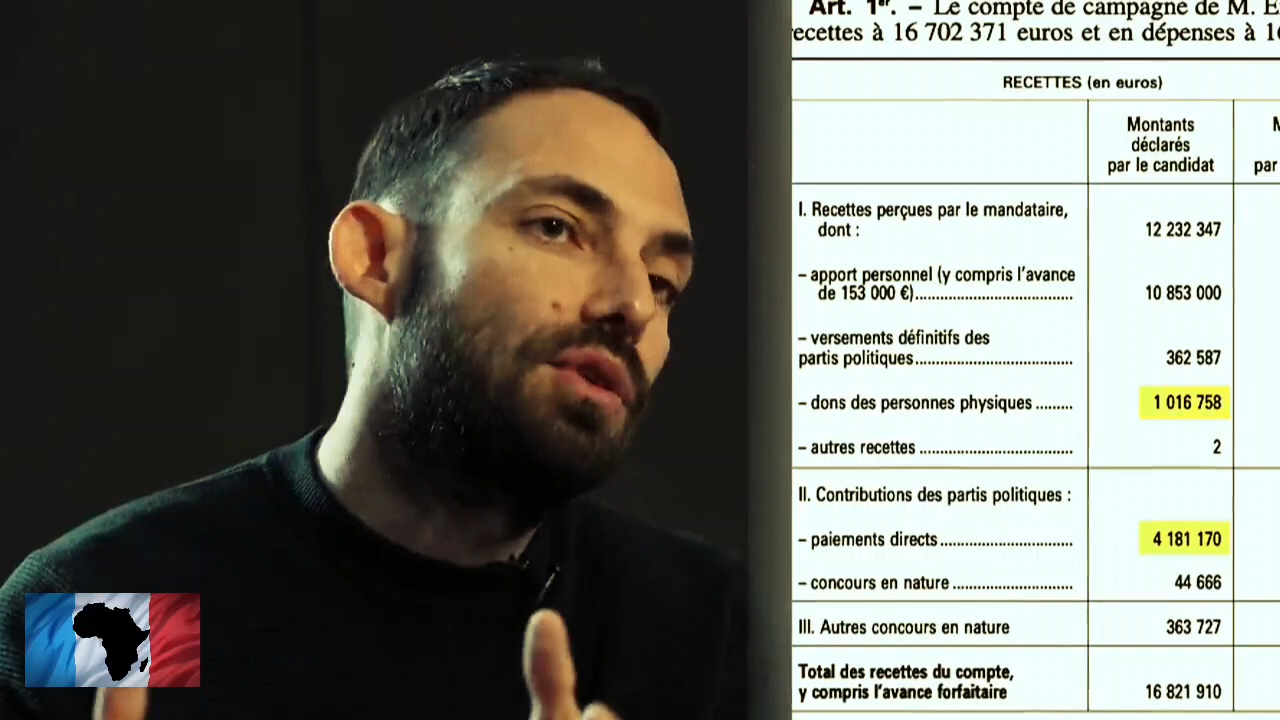 Art. 1er. – Le compte de campagne de M. E
recettes à 16 702 371 euros et en dépenses à 16
RECETTES (en euros)
Montants
déclarés
par le candidat
par
I. Recettes perçues par le mandataire,
dont :
12 232 347
– apport personnel (y compris l'avance
de 153 000 €)
10 853 000
– versements définitifs des
partis politiques
362 587
– dons des personnes physiques
1 016 758
– autres recettes
2
II. Contributions des partis politiques :
– paiements directs
4 181 170
– concours en nature
44 666
III. Autres concours en nature
363 727
Total des recettes du compte,
y compris l'avance forfaitaire
16 821 910